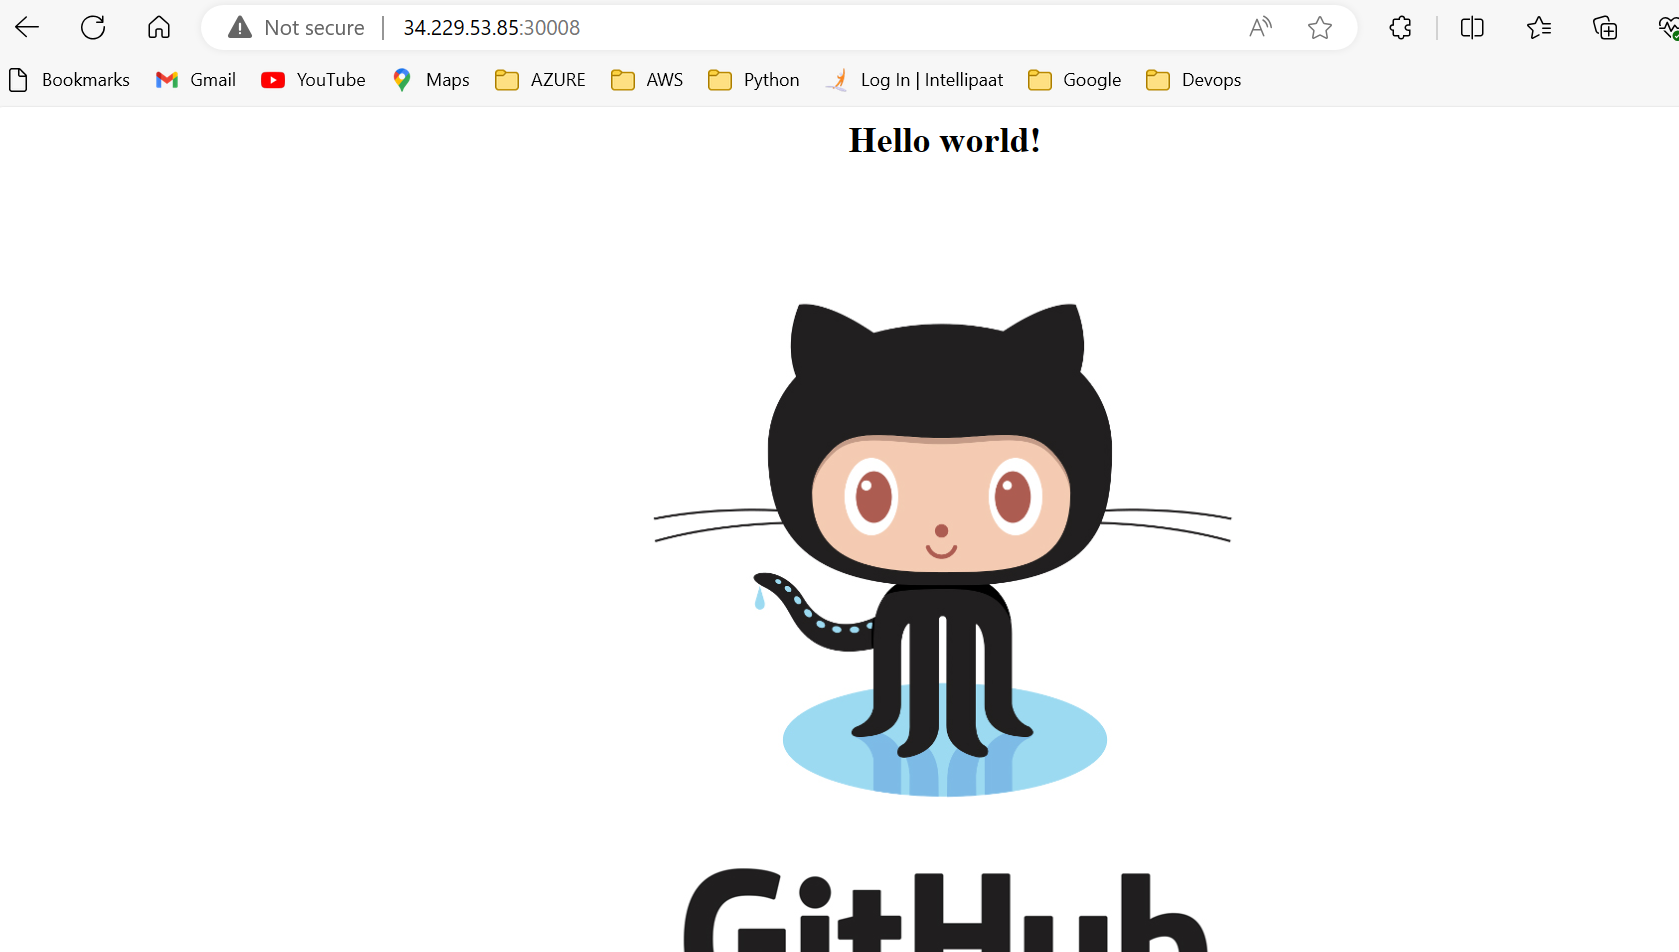 Not secure | 34.229.53.85:30008
Bookmarks Gmail YouTube Maps AZURE AWS Python Log In | Intellipaat Google Devops
Hello world!
GitHub